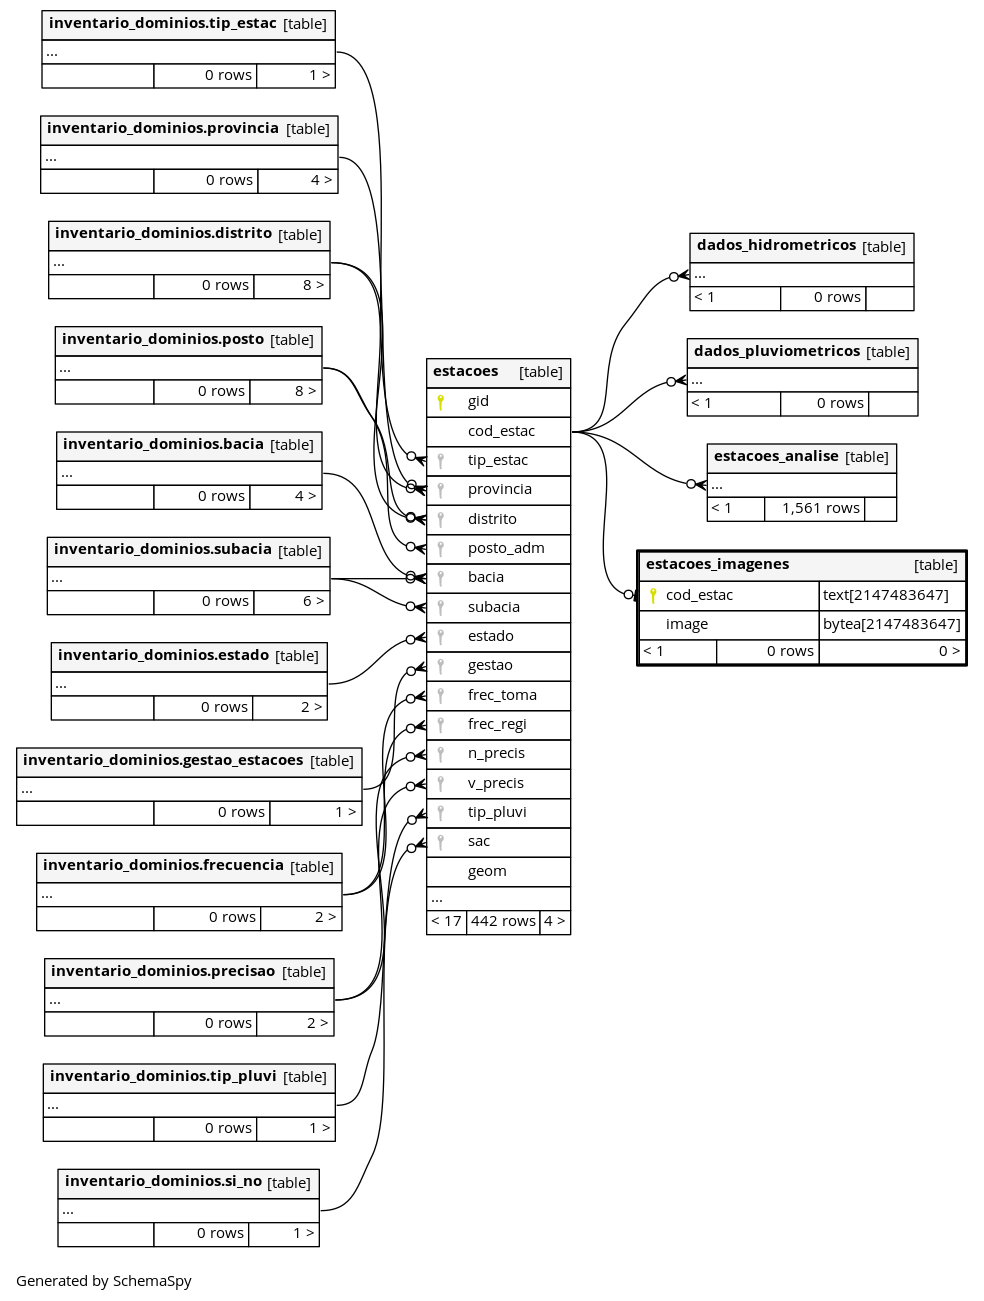 inventario_dominios.tip_estac [table]
...
0 rows 1 >
inventario_dominios.provincia [table]
...
0 rows 4 >
inventario_dominios.distrito [table]
...
0 rows 8 >
inventario_dominios.posto [table]
...
0 rows 8 >
inventario_dominios.bacia [table]
...
0 rows 4 >
inventario_dominios.subacia [table]
...
0 rows 6 >
inventario_dominios.estado [table]
...
0 rows 2 >
inventario_dominios.gestao_estacoes [table]
...
0 rows 1 >
inventario_dominios.frecuencia [table]
...
0 rows 2 >
inventario_dominios.precisao [table]
...
0 rows 2 >
inventario_dominios.tip_pluvi [table]
...
0 rows 1 >
inventario_dominios.si_no [table]
...
0 rows 1 >
estacoes [table]
gid
cod_estac
tip_estac
provincia
distrito
posto_adm
bacia
subacia
estado
gestao
frec_toma
frec_regi
n_precis
v_precis
tip_pluvi
sac
geom
...
< 17 442 rows 4 >
dados_hidrometricos [table]
...
< 1 0 rows
dados_pluviometricos [table]
...
< 1 0 rows
estacoes_analise [table]
...
< 1 1,561 rows
estacoes_imagenes [table]
cod_estac text[2147483647]
image bytea[2147483647]
< 1 0 rows 0 >
Generated by SchemaSpy